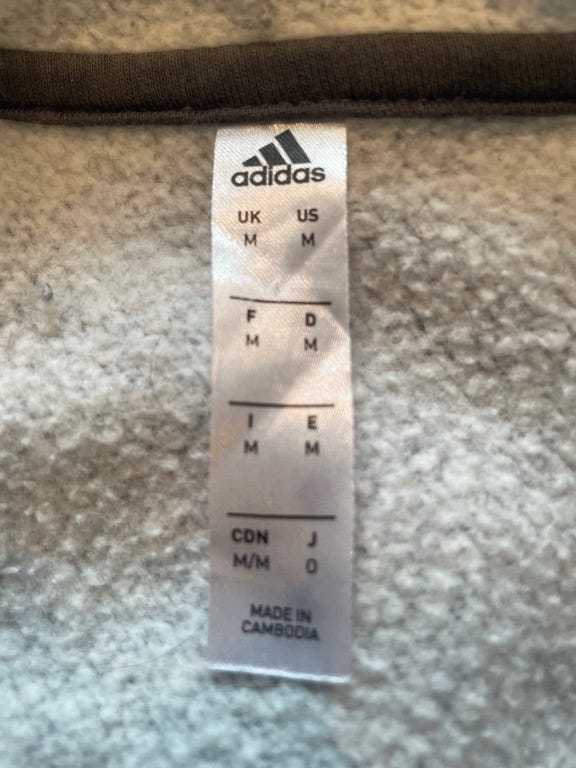 adidas
UK US
M M
F D
M M
I E
M M
CDN J
M/M O
MADE IN
CAMBODIA